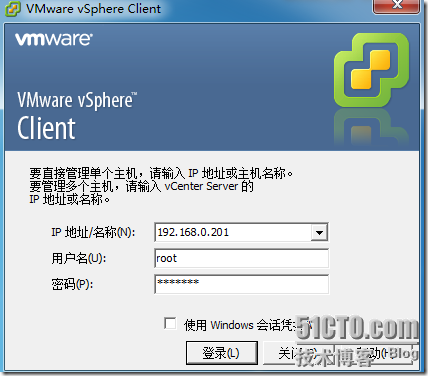 VMware vSphere Client
vmware
VMware vSphere™
Client
要直接管理单个主机，请输入 IP 地址或主机名称。
要管理多个主机，请输入 vCenter Server 的
IP 地址或名称。
IP 地址/名称(N): 192.168.0.201
用户名(U): root
密码(P): *******
使用 Windows 会话凭
登录(L) 关闭
51CTO.com
技术博客 Blog